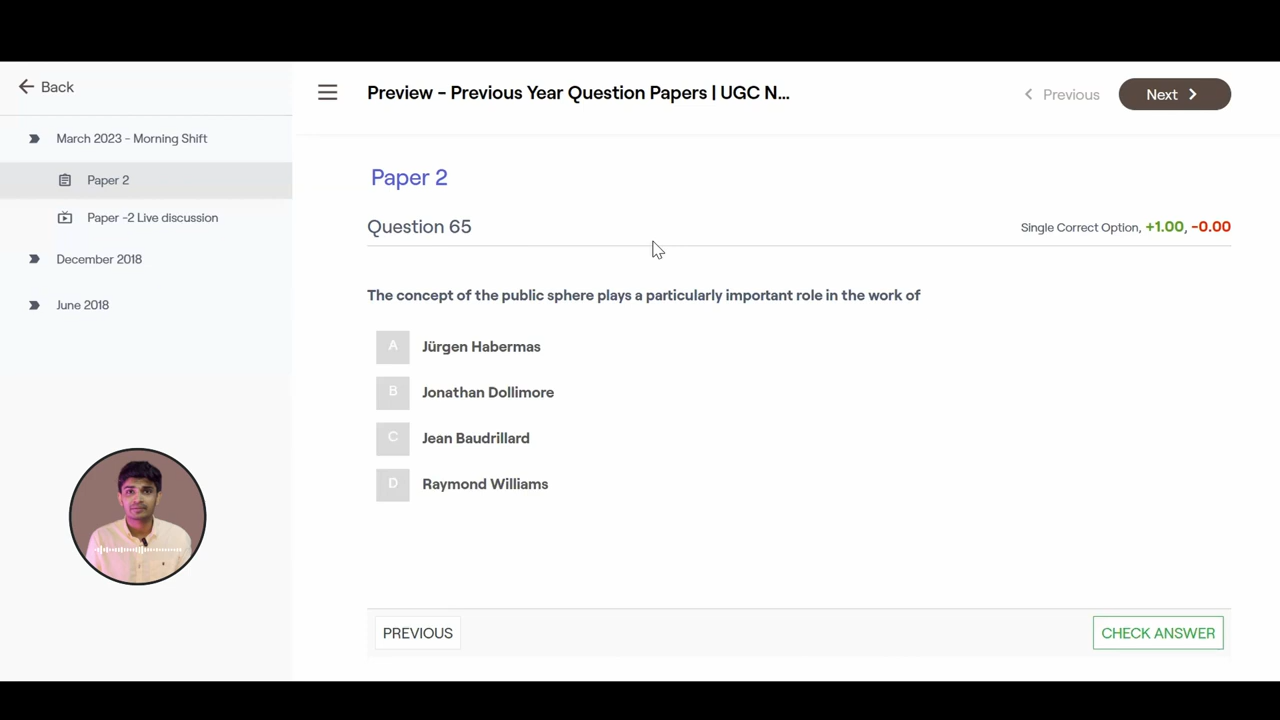 Back
Preview - Previous Year Question Papers | UGC N...
Previous
Next
March 2023 - Morning Shift
Paper 2
Paper -2 Live discussion
December 2018
June 2018
Paper 2
Question 65
Single Correct Option, +1.00, -0.00
The concept of the public sphere plays a particularly important role in the work of
A Jürgen Habermas
B Jonathan Dollimore
C Jean Baudrillard
D Raymond Williams
PREVIOUS
CHECK ANSWER